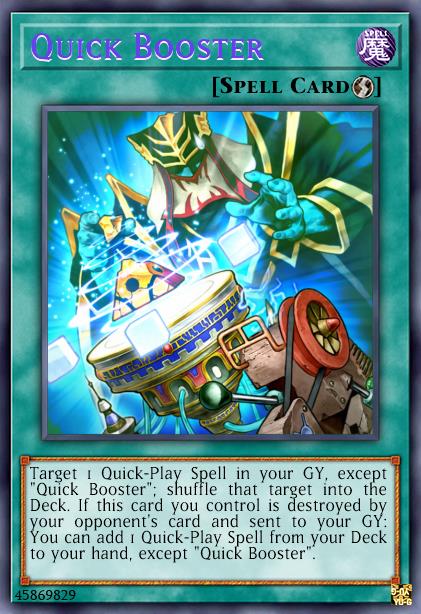 Quick Booster
SPELL
魔
[Spell Card]
Target 1 Quick-Play Spell in your GY, except
"Quick Booster"; shuffle that target into the
Deck. If this card you control is destroyed by
your opponent's card and sent to your GY:
You can add 1 Quick-Play Spell from your Deck
to your hand, except "Quick Booster".
45869829